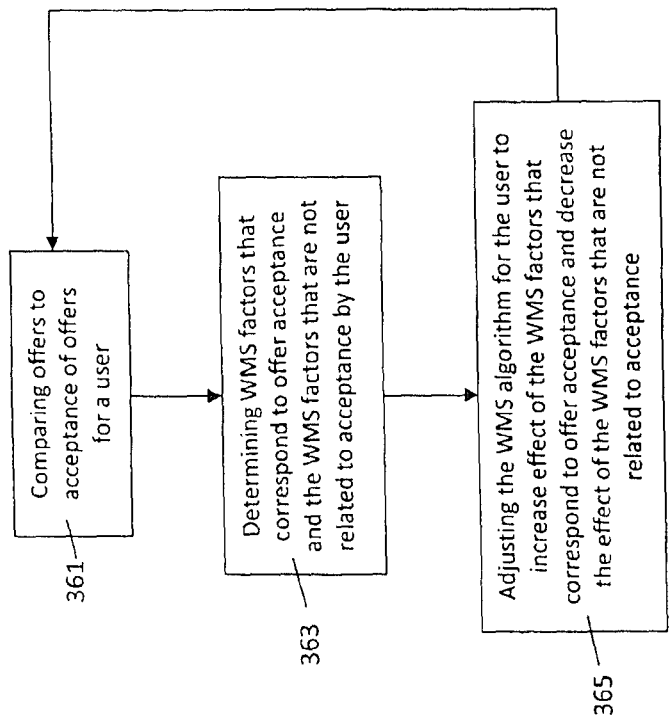 Comparing offers to
acceptance of offers
for a user
361
Determining WMS factors that
correspond to offer acceptance
and the WMS factors that are not
related to acceptance by the user
363
Adjusting the WMS algorithm for the user to
increase effect of the WMS factors that
correspond to offer acceptance and decrease
the effect of the WMS factors that are not
related to acceptance
365